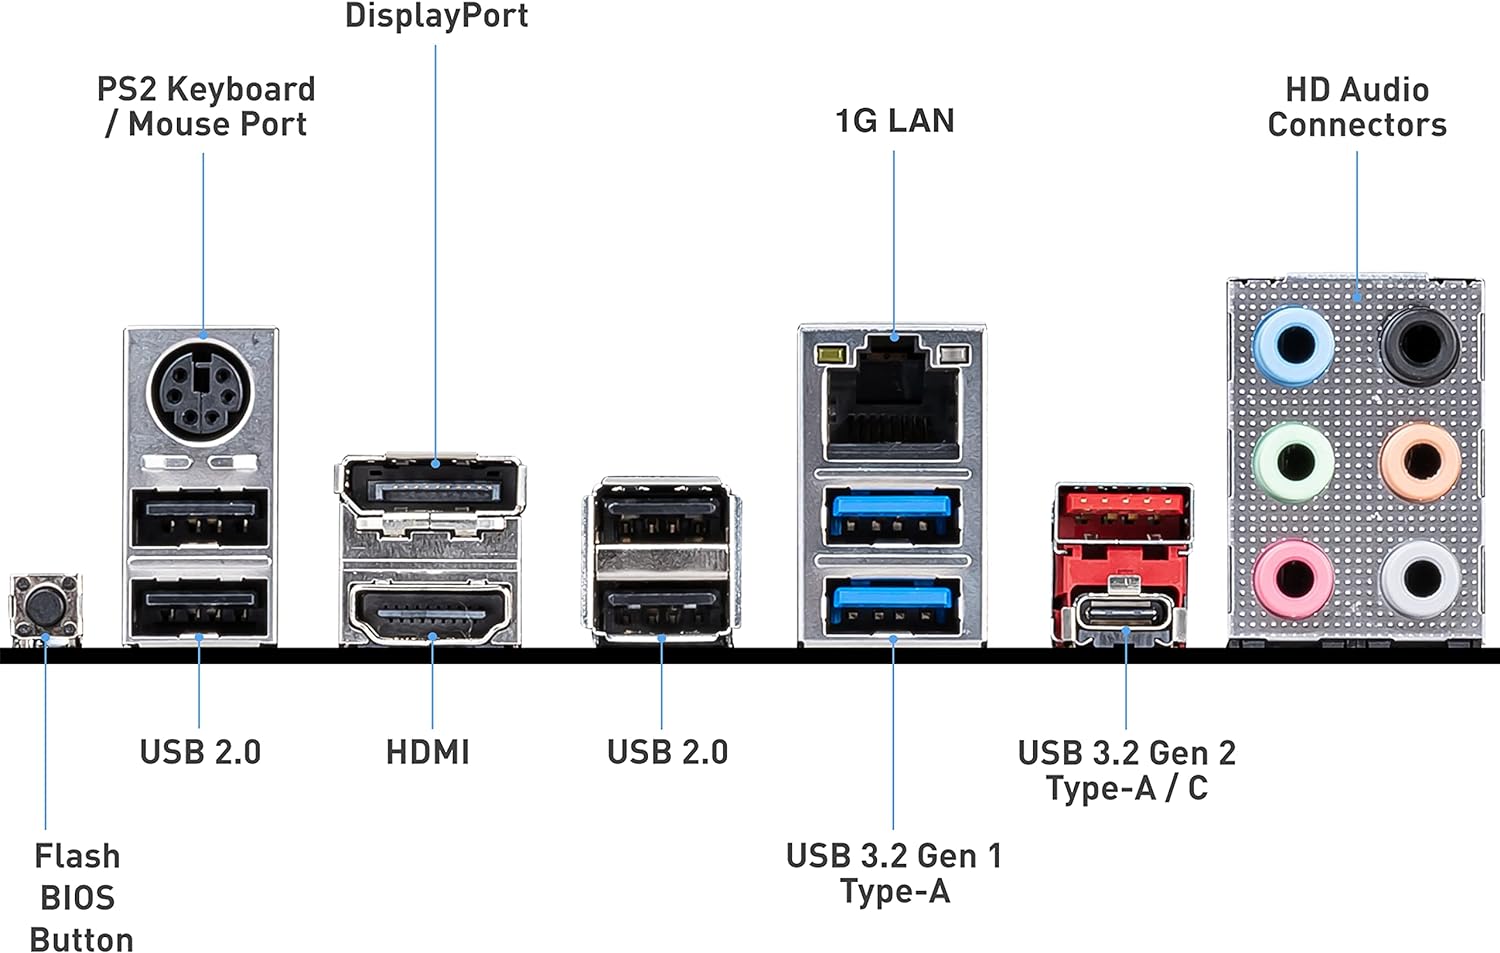 DisplayPort
PS2 Keyboard
/ Mouse Port
1G LAN
HD Audio
Connectors
USB 2.0
HDMI
USB 2.0
USB 3.2 Gen 2
Type-A / C
Flash
BIOS
Button
USB 3.2 Gen 1
Type-A